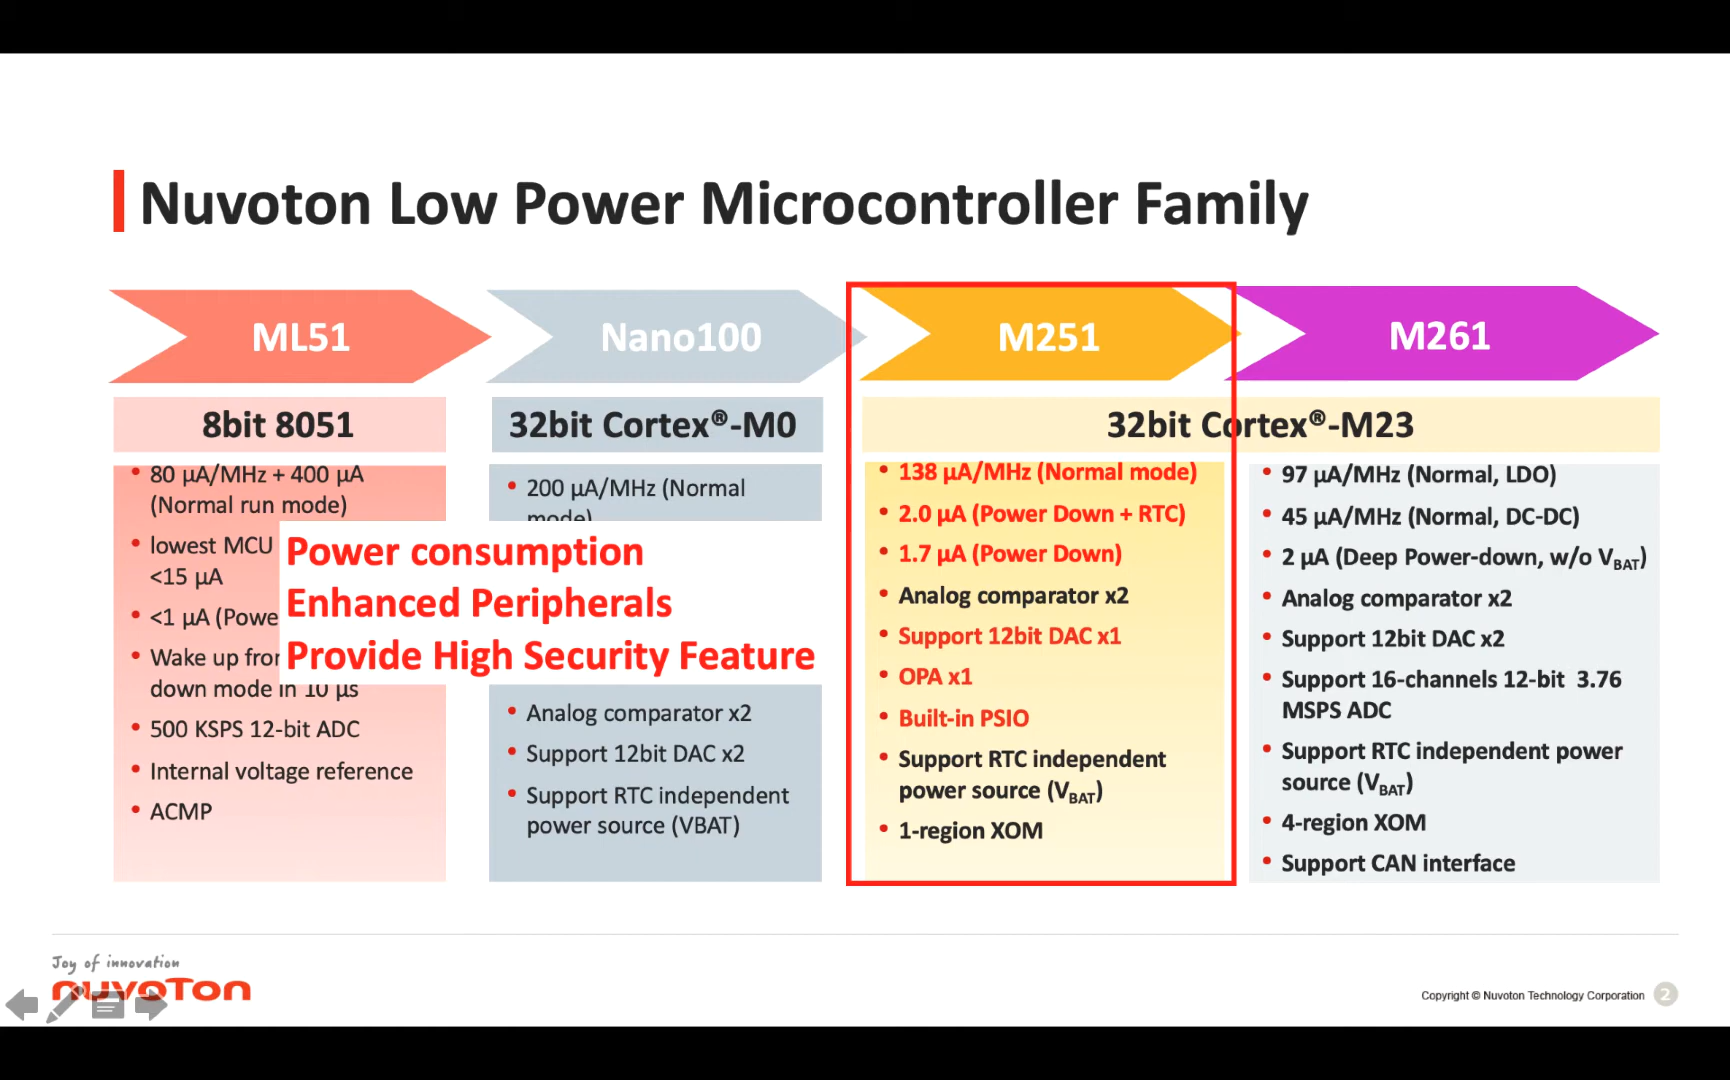 Nuvoton Low Power Microcontroller Family
ML51
Nano100
M251
M261
8bit 8051
32bit Cortex®-M0
32bit Cortex®-M23
• 80 µA/MHz + 400 µA
(Normal run mode)
• lowest MCU
<15 µA
• <1 µA
• Wake up
down mode in 10 µs
• 500 KSPS 12-bit ADC
• Internal voltage reference
• ACMP
• 200 µA/MHz (Normal
mode)
Power consumption
Enhanced Peripherals
Provide High Security Feature
• Analog comparator x2
• Support 12bit DAC x2
• Support RTC independent
power source (VBAT)
• 138 µA/MHz (Normal mode)
• 2.0 µA (Power Down + RTC)
• 1.7 µA (Power Down)
• Analog comparator x2
• Support 12bit DAC x1
• OPA x1
• Built-in PSIO
• Support RTC independent
power source (VBAT)
• 1-region XOM
• 97 µA/MHz (Normal, LDO)
• 45 µA/MHz (Normal, DC-DC)
• 2 µA (Deep Power-down, w/o VBAT)
• Analog comparator x2
• Support 12bit DAC x2
• Support 16-channels 12-bit 3.76
MSPS ADC
• Support RTC independent power
source (VBAT)
• 4-region XOM
• Support CAN interface
Joy of innovation
nuvoTon
Copyright © Nuvoton Technology Corporation 2